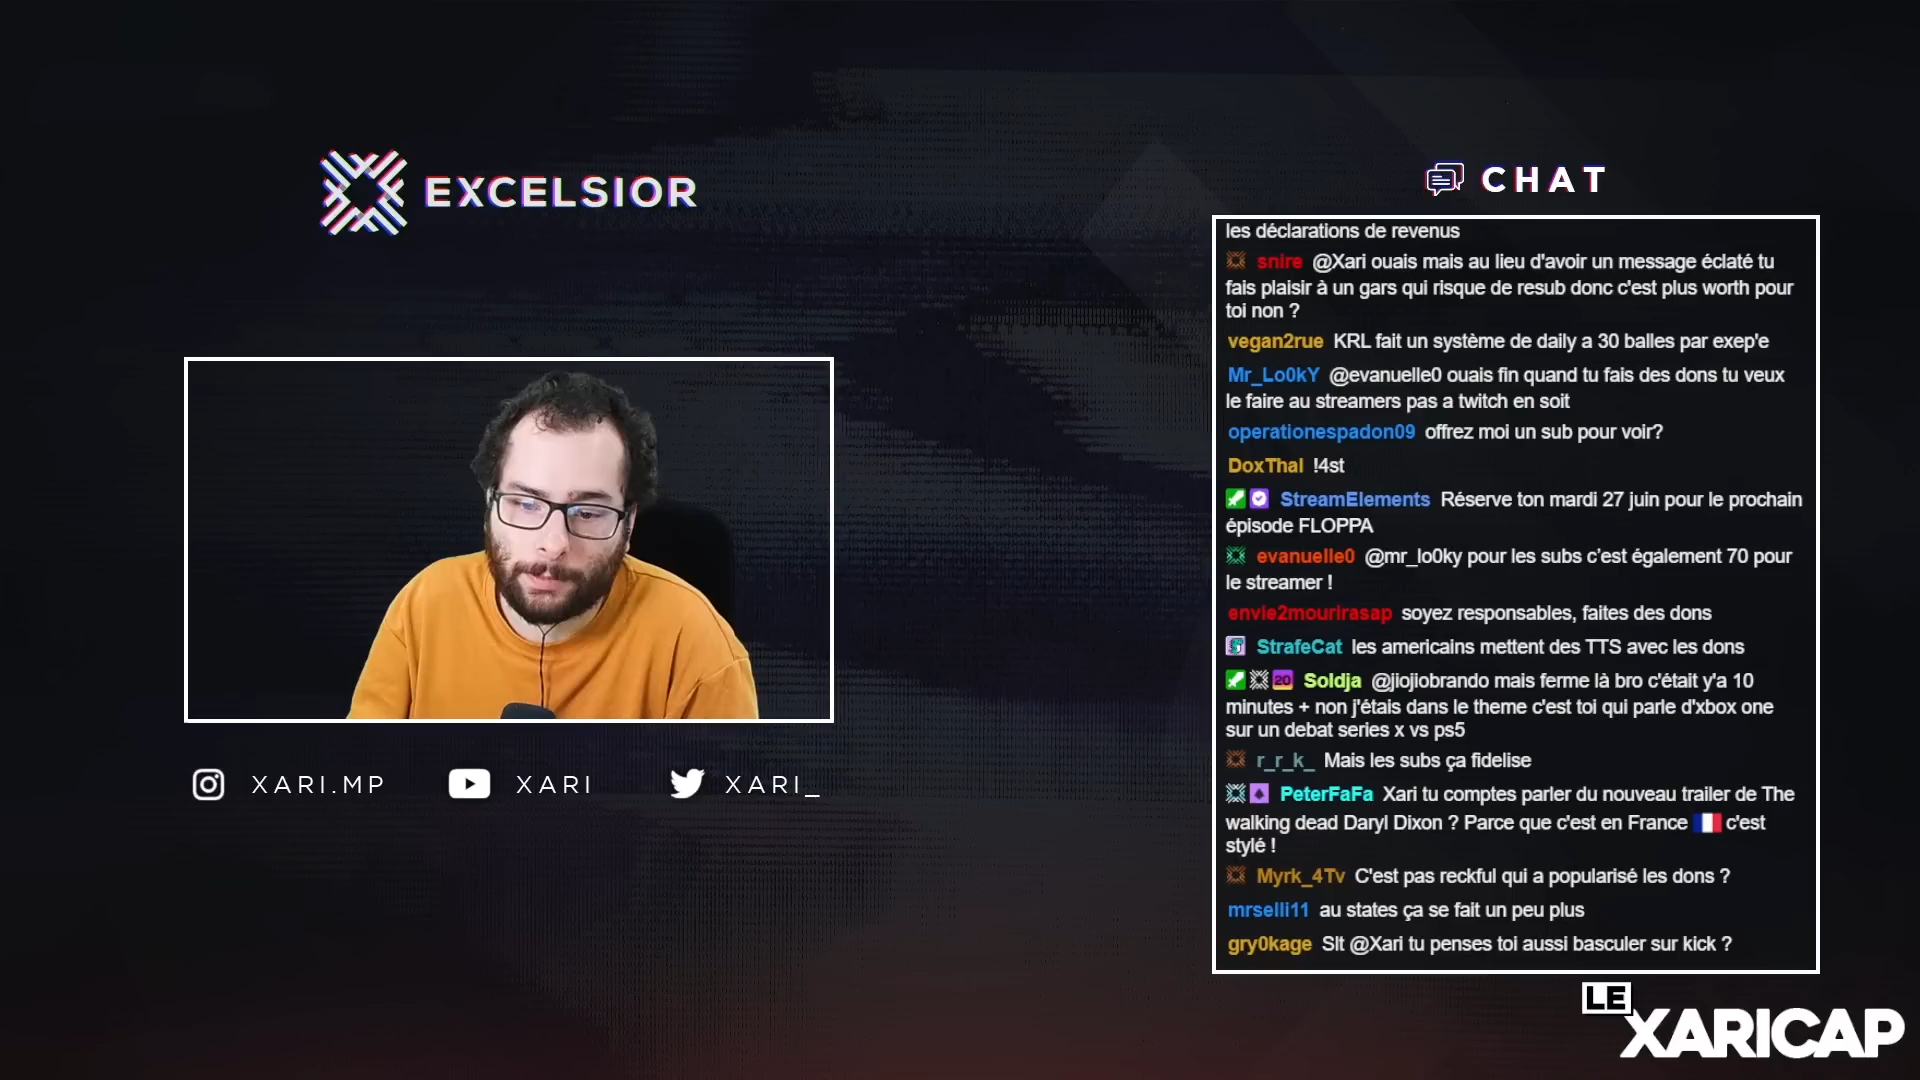 EXCELSIOR
CHAT
les déclarations de revenus
snire @Xari ouais mais au lieu d'avoir un message éclaté tu
fais plaisir à un gars qui risque de resub donc c'est plus worth pour
toi non ?
vegan2rue KRL fait un système de daily a 30 balles par exep'e
Mr_Lo0kY @evanuelle0 ouais fin quand tu fais des dons tu veux
le faire au streamers pas a twitch en soit
operationespadon09 offrez moi un sub pour voir?
DoxThal !4st
StreamElements Réserve ton mardi 27 juin pour le prochain
épisode FLOPPA
evanuelle0 @mr_lo0ky pour les subs c'est également 70 pour
le streamer !
envie2mourirasap soyez responsables, faites des dons
StrafeCat les americains mettent des TTS avec les dons
20 Soldja @jiojiobrando mais ferme là bro c'était y'a 10
minutes + non j'étais dans le theme c'est toi qui parle d'xbox one
sur un debat series x vs ps5
r_r_k_ Mais les subs ça fidelise
PeterFaFa Xari tu comptes parler du nouveau trailer de The
walking dead Daryl Dixon ? Parce que c'est en France 🇫🇷 c'est
stylé !
Myrk_4Tv C'est pas reckful qui a popularisé les dons ?
mrselli11 au states ça se fait un peu plus
gry0kage Slt @Xari tu penses toi aussi basculer sur kick ?
XARI.MP
XARI
XARI_
LE
XARICAP